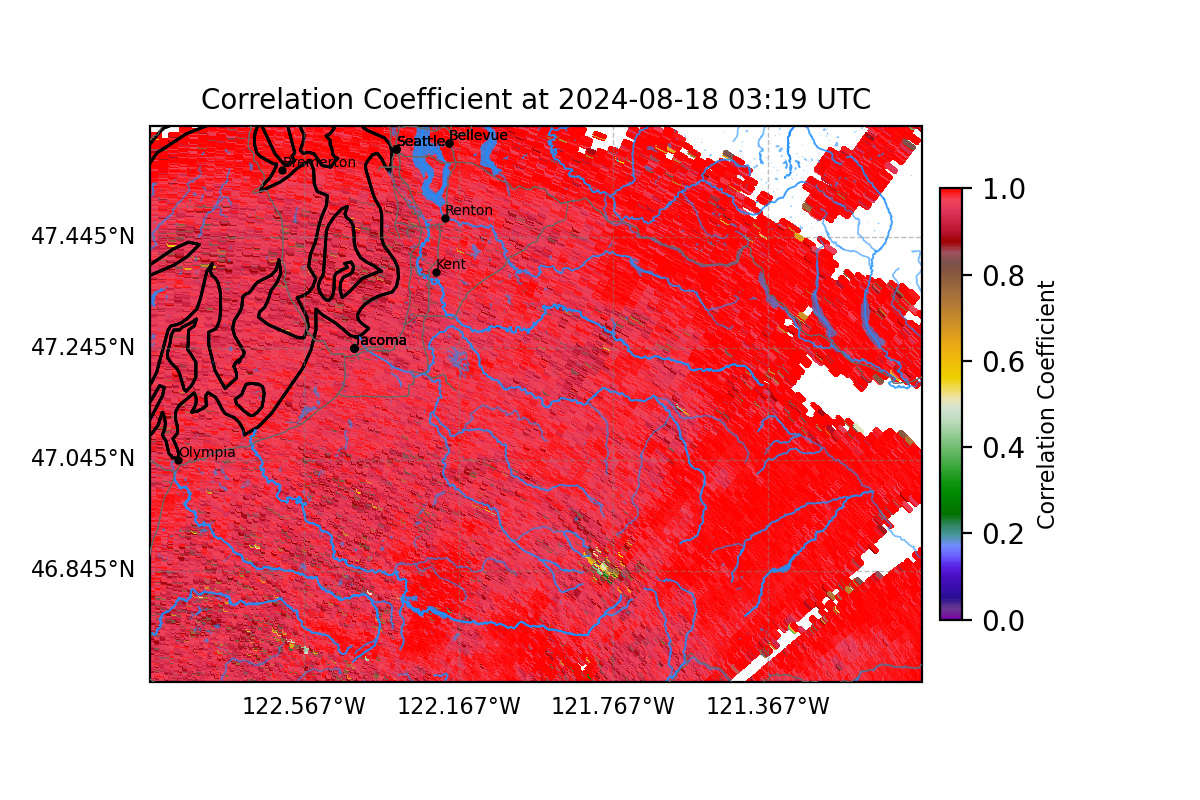 Correlation Coefficient at 2024-08-18 03:19 UTC
Seattle
Bellevue
Bremerton
Renton
Kent
Tacoma
Olympia
47.445°N
47.245°N
47.045°N
46.845°N
122.567°W
122.167°W
121.767°W
121.367°W
1.0
0.8
0.6
0.4
0.2
0.0
Correlation Coefficient